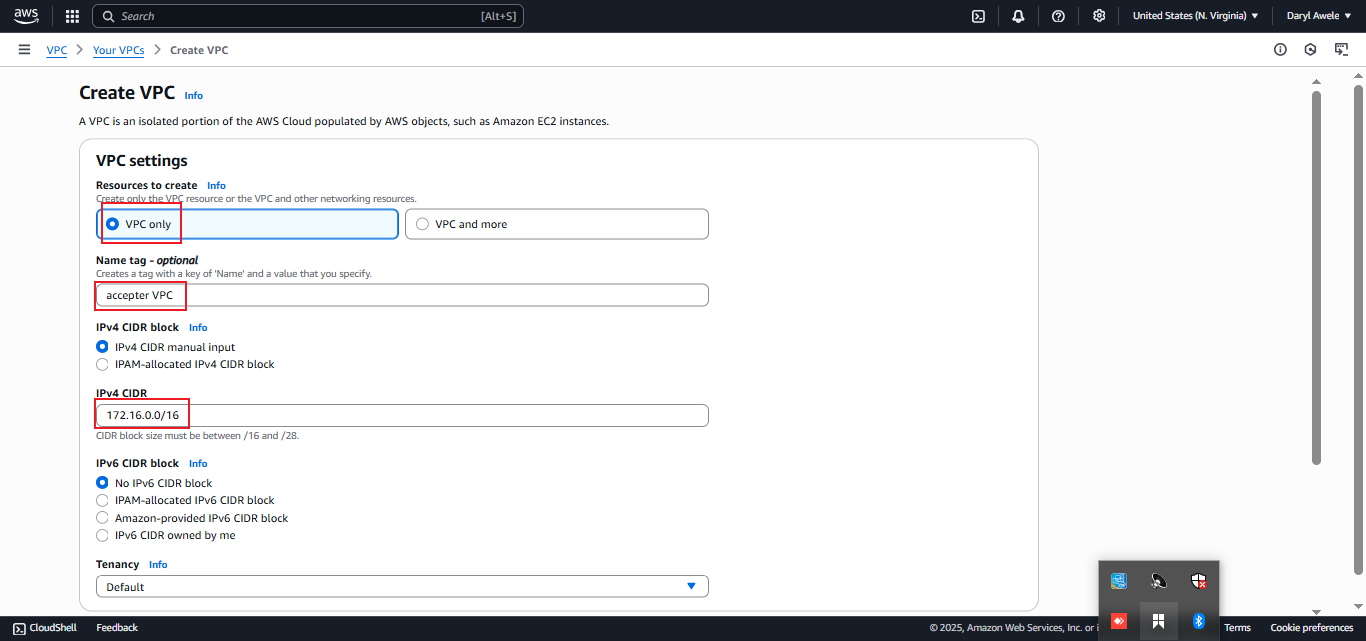 aws
Search [Alt+S]
United States (N. Virginia)
Daryl Awele
VPC > Your VPCs > Create VPC
Create VPC Info
A VPC is an isolated portion of the AWS Cloud populated by AWS objects, such as Amazon EC2 instances.
VPC settings
Resources to create Info
Create only the VPC resource or the VPC and other networking resources.
VPC only
VPC and more
Name tag - optional
Creates a tag with a key of 'Name' and a value that you specify.
accepter VPC
IPv4 CIDR block Info
IPv4 CIDR manual input
IPAM-allocated IPv4 CIDR block
IPv4 CIDR
172.16.0.0/16
CIDR block size must be between /16 and /28.
IPv6 CIDR block Info
No IPv6 CIDR block
IPAM-allocated IPv6 CIDR block
Amazon-provided IPv6 CIDR block
IPv6 CIDR owned by me
Tenancy Info
Default
CloudShell
Feedback
© 2025, Amazon Web Services, Inc. or
Terms
Cookie preferences